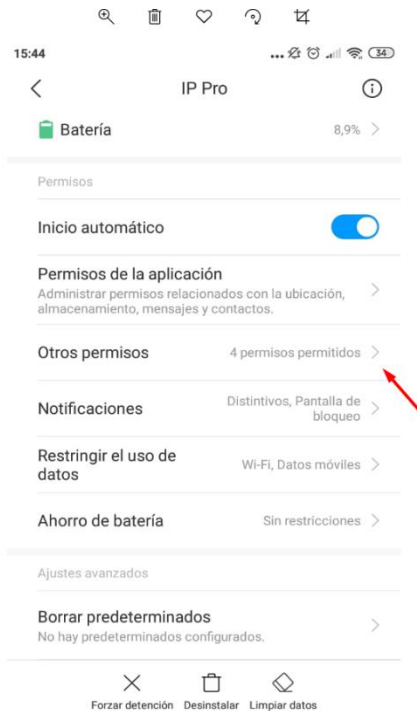 15:44
34
IP Pro
Batería
8,9%
Permisos
Inicio automático
Permisos de la aplicación
Administrar permisos relacionados con la ubicación,
almacenamiento, mensajes y contactos.
Otros permisos
4 permisos permitidos
Notificaciones
Distintivos, Pantalla de
bloqueo
Restringir el uso de
datos
Wi-Fi, Datos móviles
Ahorro de batería
Sin restricciones
Ajustes avanzados
Borrar predeterminados
No hay predeterminados configurados.
Forzar detención Desinstalar Limpiar datos